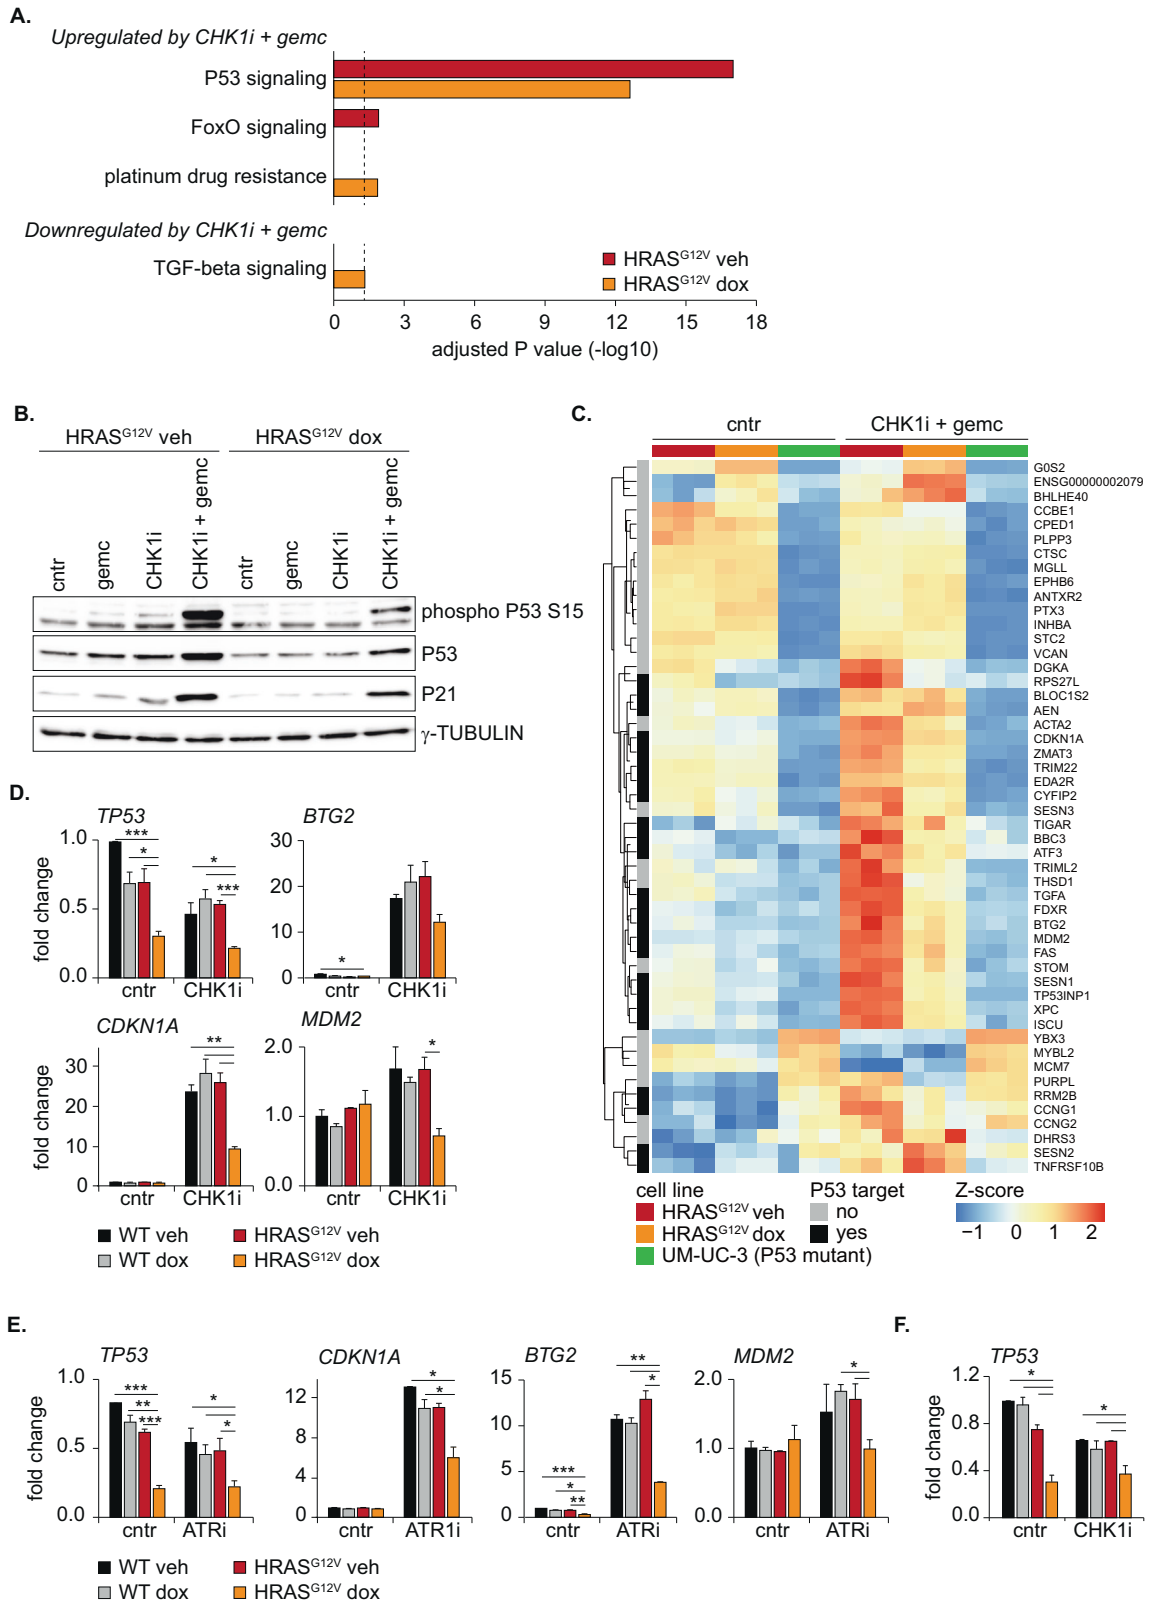 A.
Upregulated by CHK1i + gemc
P53 signaling
FoxO signaling
platinum drug resistance
Downregulated by CHK1i + gemc
TGF-beta signaling
HRASG12V veh
HRASG12V dox
0 3 6 9 12 15 18
adjusted P value (-log10)
B.
HRASG12V veh HRASG12V dox
cntr gemc CHK1i CHK1i + gemc cntr gemc CHK1i CHK1i + gemc
phospho P53 S15
P53
P21
γ-TUBULIN
C.
cntr CHK1i + gemc
G0S2
ENSG00000002079
BHLHE40
CCBE1
CPED1
PLPP3
CTSC
MGLL
EPHB6
ANTXR2
PTX3
INHBA
STC2
VCAN
DGKA
RPS27L
BLOC1S2
AEN
ACTA2
CDKN1A
ZMAT3
TRIM22
EDA2R
CYFIP2
SESN3
TIGAR
BBC3
ATF3
TRIML2
THSD1
TGFA
FDXR
BTG2
MDM2
FAS
STOM
SESN1
TP53INP1
XPC
ISCU
YBX3
MYBL2
MCM7
PURPL
RRM2B
CCNG1
CCNG2
DHRS3
SESN2
TNFRSF10B
cell line
HRASG12V veh
HRASG12V dox
UM-UC-3 (P53 mutant)
P53 target
no
yes
Z-score
−1 0 1 2
D.
TP53
fold change
1.0
0.5
0.0
***
*
*
***
cntr CHK1i
BTG2
30
20
10
0
*
cntr CHK1i
CDKN1A
fold change
30
20
10
0
**
cntr CHK1i
MDM2
2.0
1.0
0.0
*
cntr CHK1i
WT veh HRASG12V veh
WT dox HRASG12V dox
E.
TP53
fold change
1.0
0.5
0.0
***
**
***
*
*
cntr ATRi
CDKN1A
12
8
4
0
*
*
cntr ATR1i
BTG2
15
10
5
0
***
*
**
**
*
cntr ATRi
MDM2
2.0
1.0
0.0
*
cntr ATRi
WT veh HRASG12V veh
WT dox HRASG12V dox
F.
TP53
fold change
1.2
0.8
0.4
0.0
*
*
cntr CHK1i